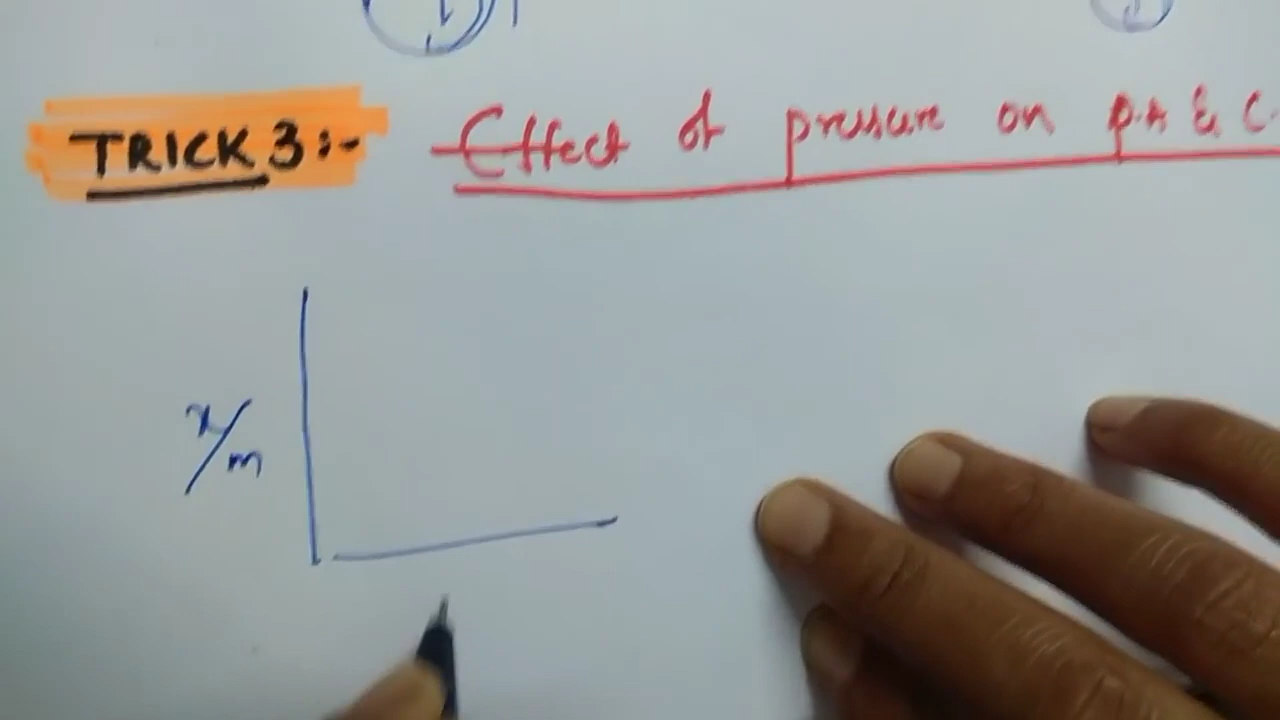 TRICK 3:- Effect of pressure on P.A & C.
x/m